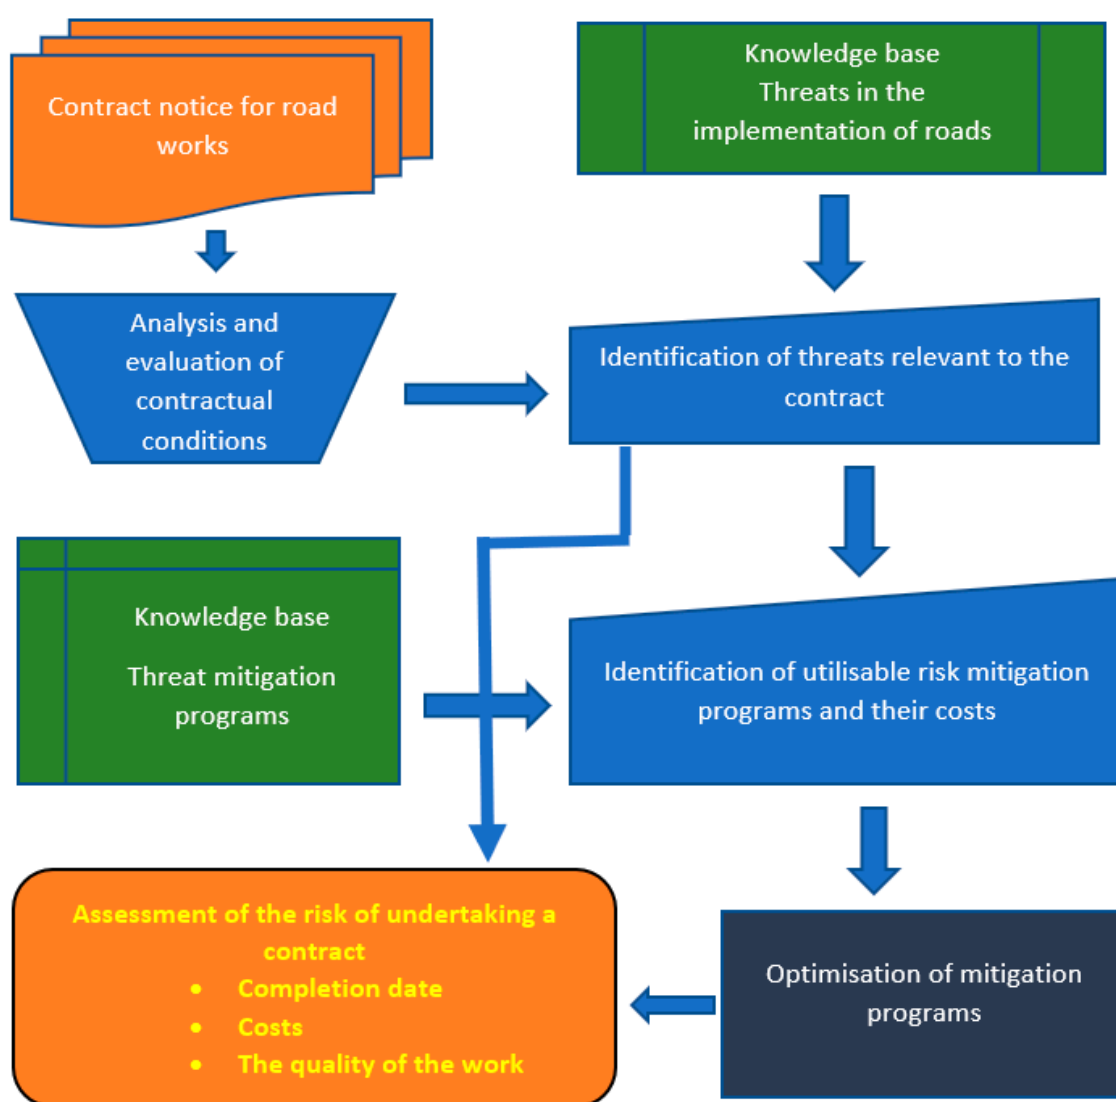 Contract notice for road
works
Knowledge base
Threats in the
implementation of roads
Analysis and
evaluation of
contractual
conditions
Identification of threats relevant to the
contract
Knowledge base
Threat mitigation
programs
Identification of utilisable risk mitigation
programs and their costs
Assessment of the risk of undertaking a
contract
• Completion date
• Costs
• The quality of the work
Optimisation of mitigation
programs